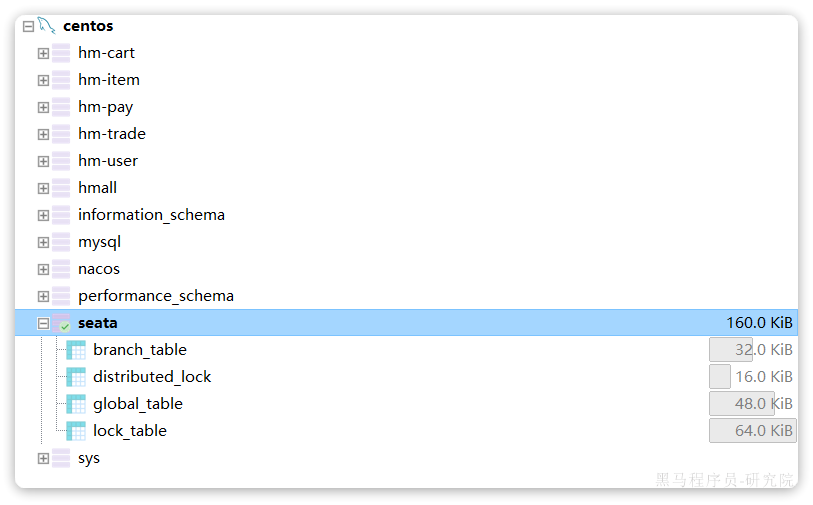 centos
hm-cart
hm-item
hm-pay
hm-trade
hm-user
hmall
information_schema
mysql
nacos
performance_schema
seata 160.0 KiB
branch_table 32.0 KiB
distributed_lock 16.0 KiB
global_table 48.0 KiB
lock_table 64.0 KiB
sys
黑马程序员-研究院